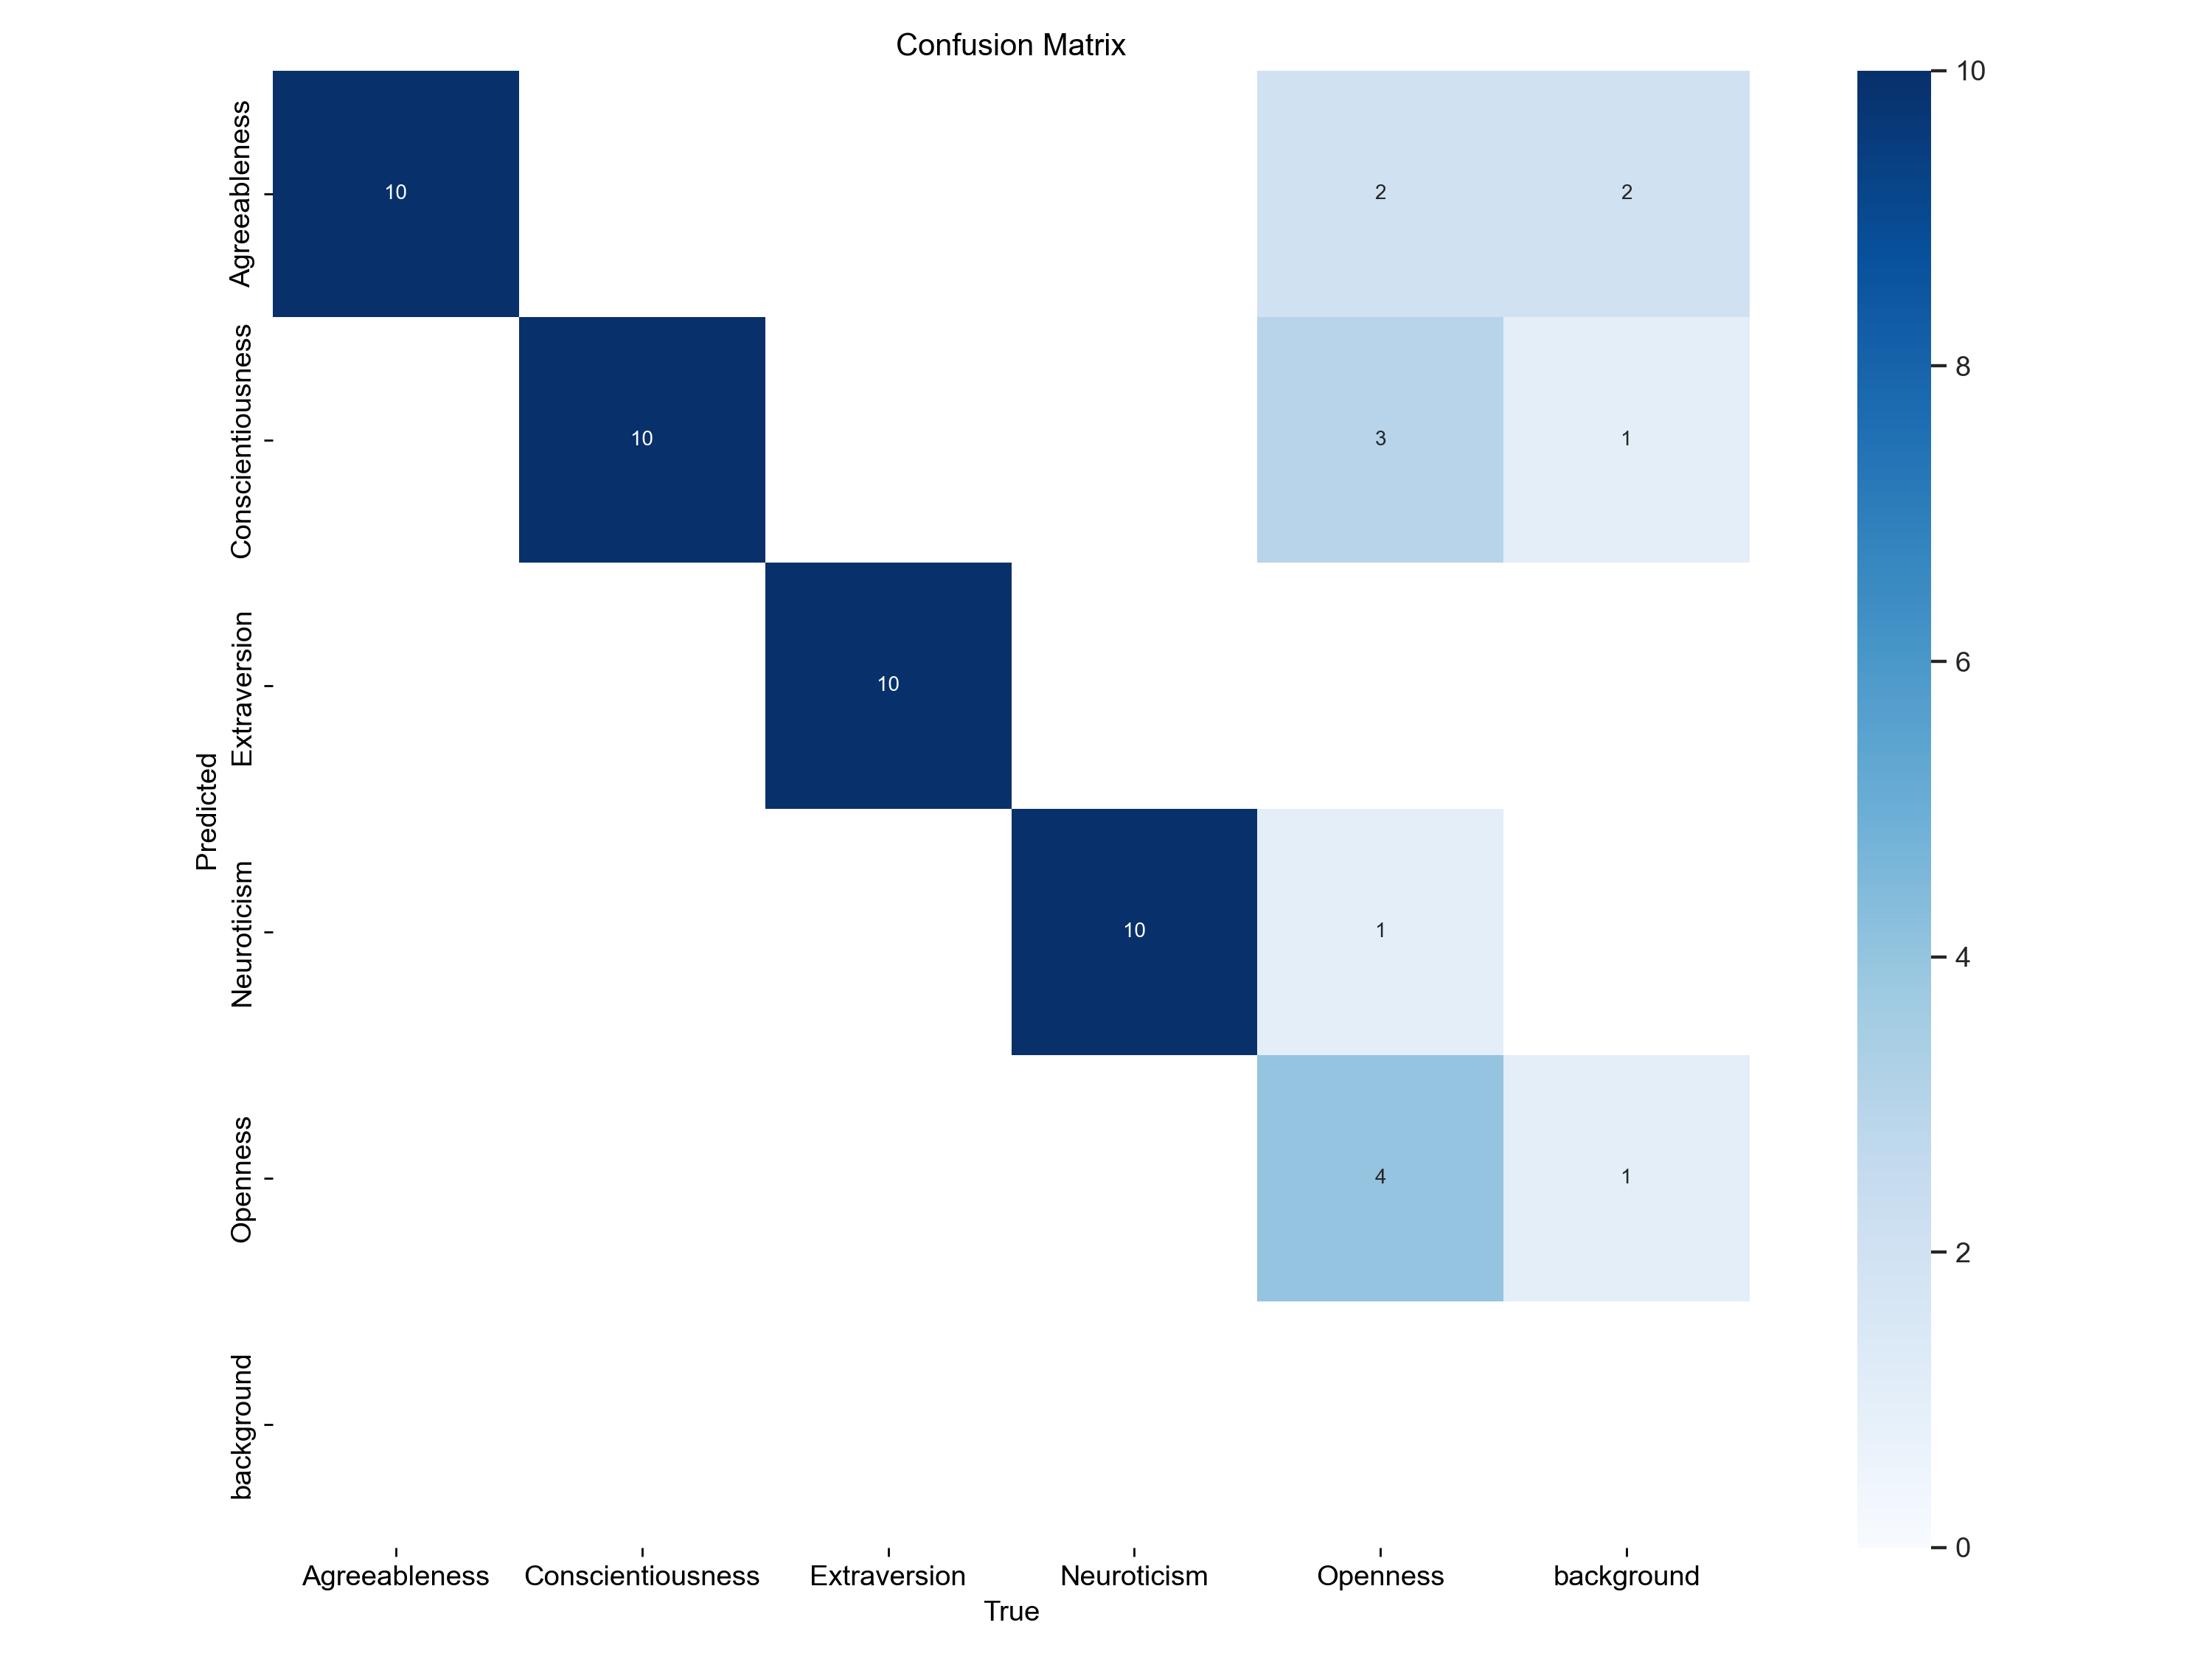 Confusion Matrix
Agreeableness
10
2
2
Conscientiousness
10
3
1
Extraversion
10
Neuroticism
10
1
Openness
4
1
background
Predicted
Agreeableness
Conscientiousness
Extraversion
Neuroticism
Openness
background
True
10
8
6
4
2
0